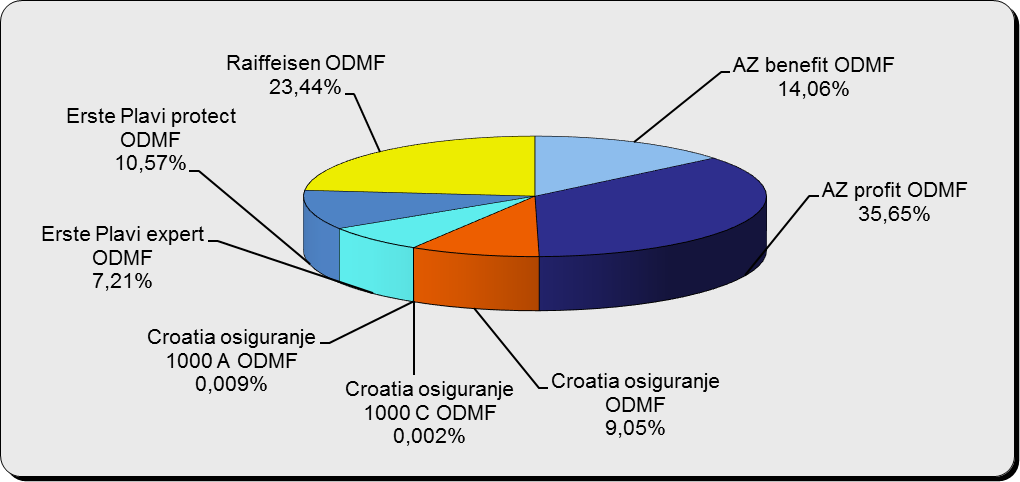 Raiffeisen ODMF
23,44%
AZ benefit ODMF
14,06%
Erste Plavi protect
ODMF
10,57%
AZ profit ODMF
35,65%
Erste Plavi expert
ODMF
7,21%
Croatia osiguranje
1000 A ODMF
0,009%
Croatia osiguranje
1000 C ODMF
0,002%
Croatia osiguranje
ODMF
9,05%